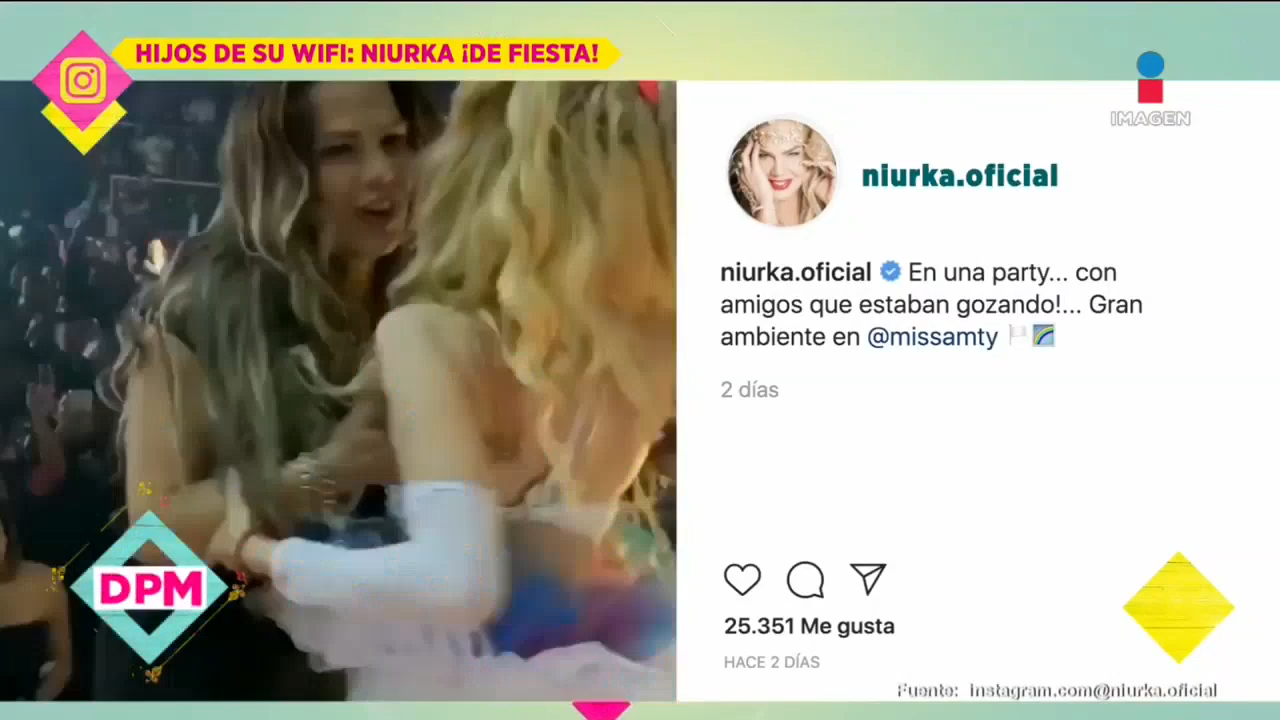 HIJOS DE SU WIFI: NIURKA ¡DE FIESTA!
IMAGEN
niurka.oficial
niurka.oficial En una party... con
amigos que estaban gozando!... Gran
ambiente en @missamty
2 días
DPM
25.351 Me gusta
HACE 2 DÍAS
Fuente: instagram.com@niurka.oficial